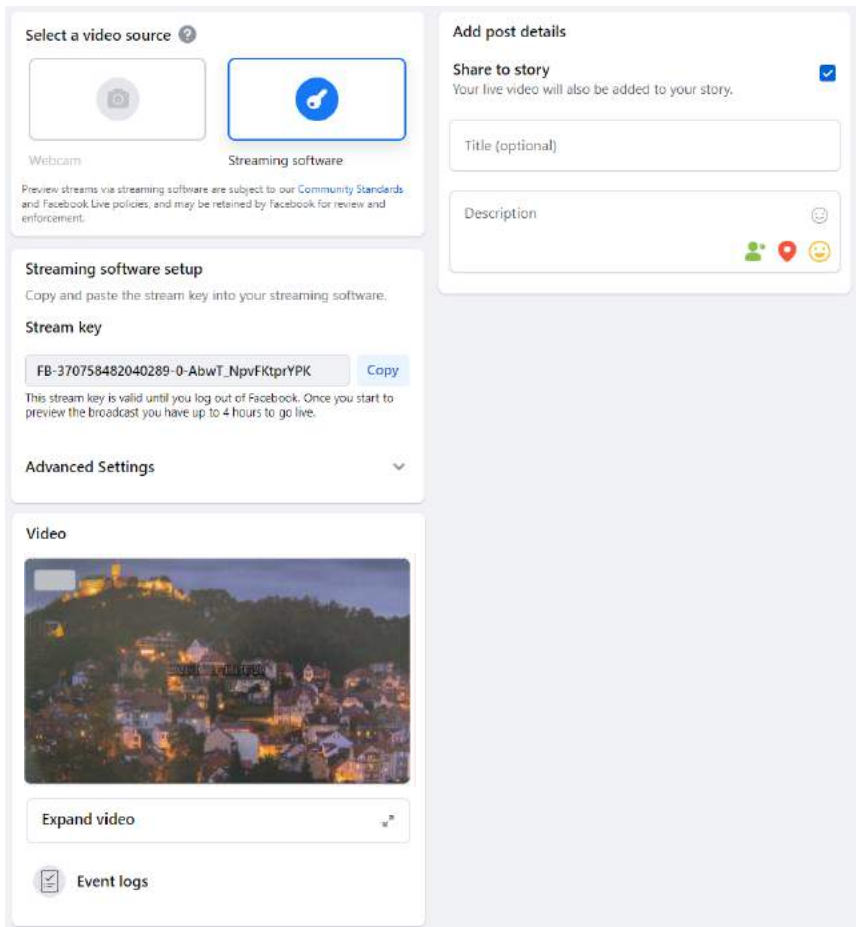 Select a video source
Webcam
Streaming software
Preview streams via streaming software are subject to our Community Standards
and Facebook Live policies, and may be retained by Facebook for review and
enforcement.
Streaming software setup
Copy and paste the stream key into your streaming software.
Stream key
FB-370758482040289-0-AbwT_NpvFKtprYPK
Copy
This stream key is valid until you log out of Facebook. Once you start to
preview the broadcast you have up to 4 hours to go live.
Advanced Settings
Video
Expand video
Event logs
Add post details
Share to story
Your live video will also be added to your story.
Title (optional)
Description